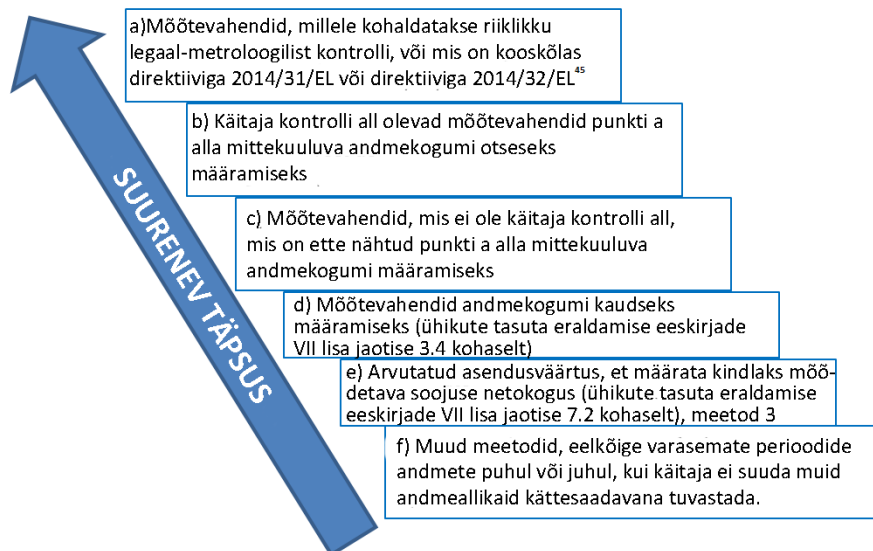 a)Mõõtevahendid, millele kohaldatakse riiklikku
legaal-metroloogilist kontrolli, või mis on kooskõlas
direktiiviga 2014/31/EL või direktiiviga 2014/32/EL⁴⁵
b) Käitaja kontrolli all olevad mõõtevahendid punkti a
alla mittekuuluva andmekogumi otseseks
määramiseks
c) Mõõtevahendid, mis ei ole käitaja kontrolli all,
mis on ette nähtud punkti a alla mittekuuluva
andmekogumi määramiseks
d) Mõõtevahendid andmekogumi kaudseks
määramiseks (ühikute tasuta eraldamise eeskirjade
VII lisa jaotise 3.4 kohaselt)
e) Arvutatud asendusväärtus, et määrata kindlaks mõõ-
detava soojuse netokogus (ühikute tasuta eraldamise
eeskirjade VII lisa jaotise 7.2 kohaselt), meetod 3
f) Muud meetodid, eelkõige varasemate perioodide
andmete puhul või juhul, kui käitaja ei suuda muid
andmeallikaid kättesaadavana tuvastada.
SUURENEV TÄPSUS